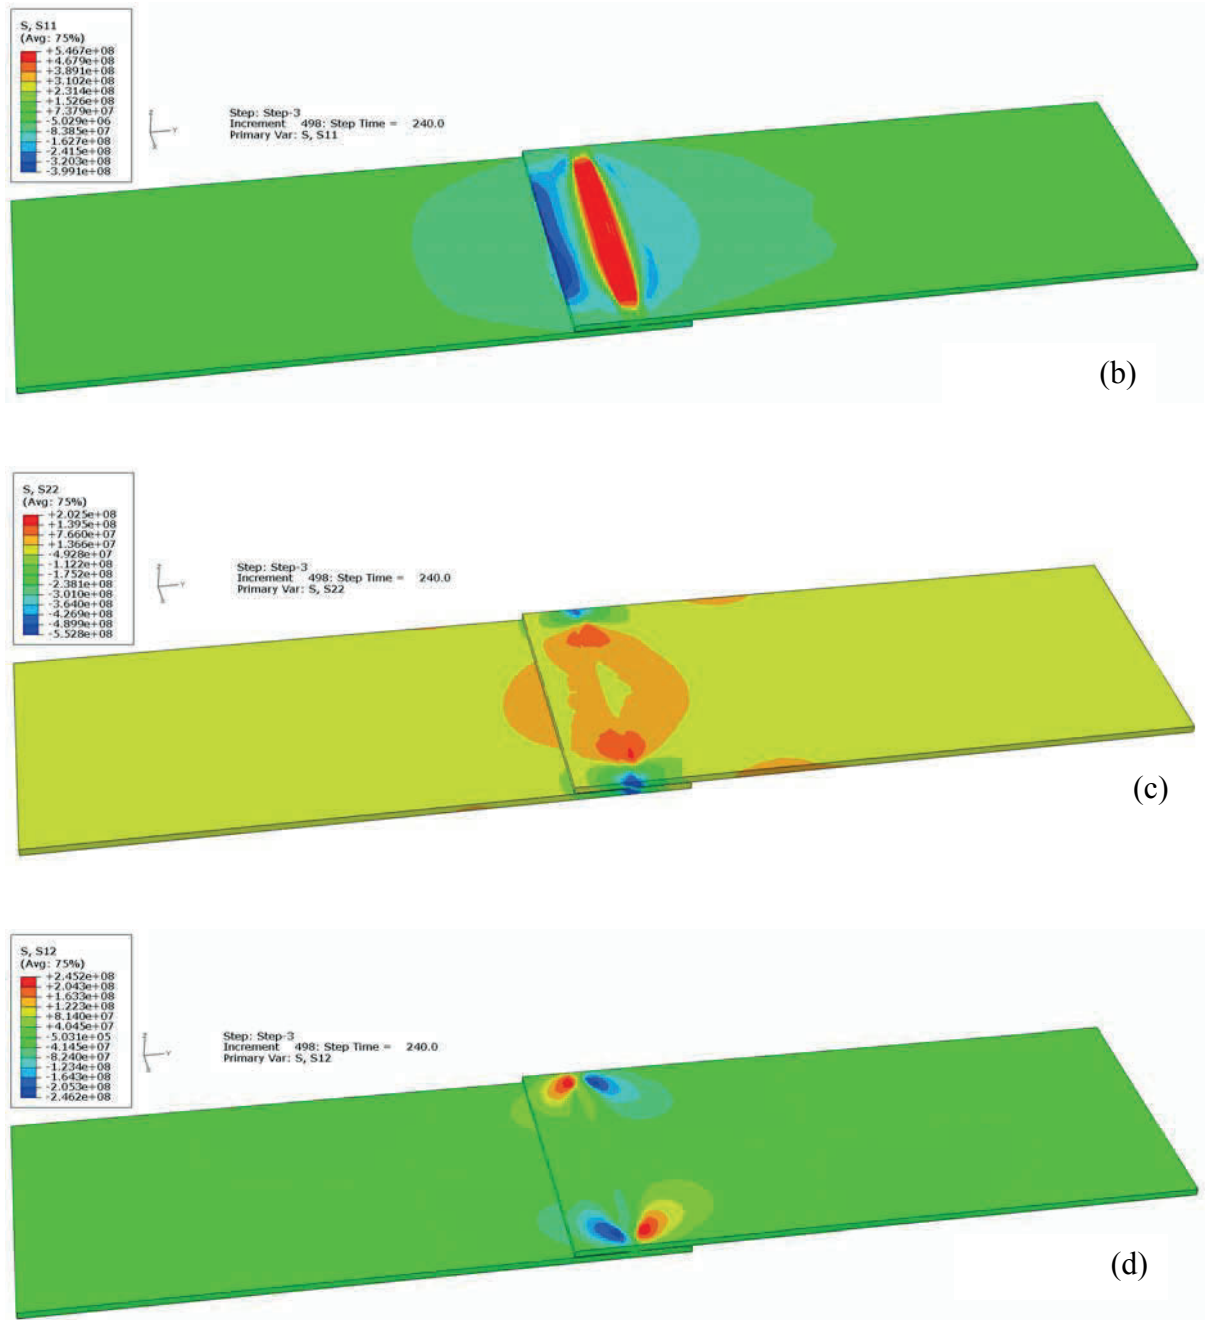 S, S11
(Avg: 75%)
+5.467e+08
+4.679e+08
+3.891e+08
+3.102e+08
+2.314e+08
+1.526e+08
+7.379e+07
-5.029e+06
-8.385e+07
-1.627e+08
-2.415e+08
-3.203e+08
-3.991e+08
Z
Y
X
Step: Step-3
Increment 498: Step Time = 240.0
Primary Var: S, S11
(b)
S, S22
(Avg: 75%)
+2.025e+08
+1.395e+08
+7.660e+07
+1.366e+07
-4.928e+07
-1.122e+08
-1.752e+08
-2.381e+08
-3.010e+08
-3.640e+08
-4.269e+08
-4.899e+08
-5.528e+08
Z
Y
X
Step: Step-3
Increment 498: Step Time = 240.0
Primary Var: S, S22
(c)
S, S12
(Avg: 75%)
+2.452e+08
+2.043e+08
+1.633e+08
+1.223e+08
+8.140e+07
+4.045e+07
-5.031e+05
-4.145e+07
-8.240e+07
-1.234e+08
-1.643e+08
-2.053e+08
-2.462e+08
Z
Y
X
Step: Step-3
Increment 498: Step Time = 240.0
Primary Var: S, S12
(d)